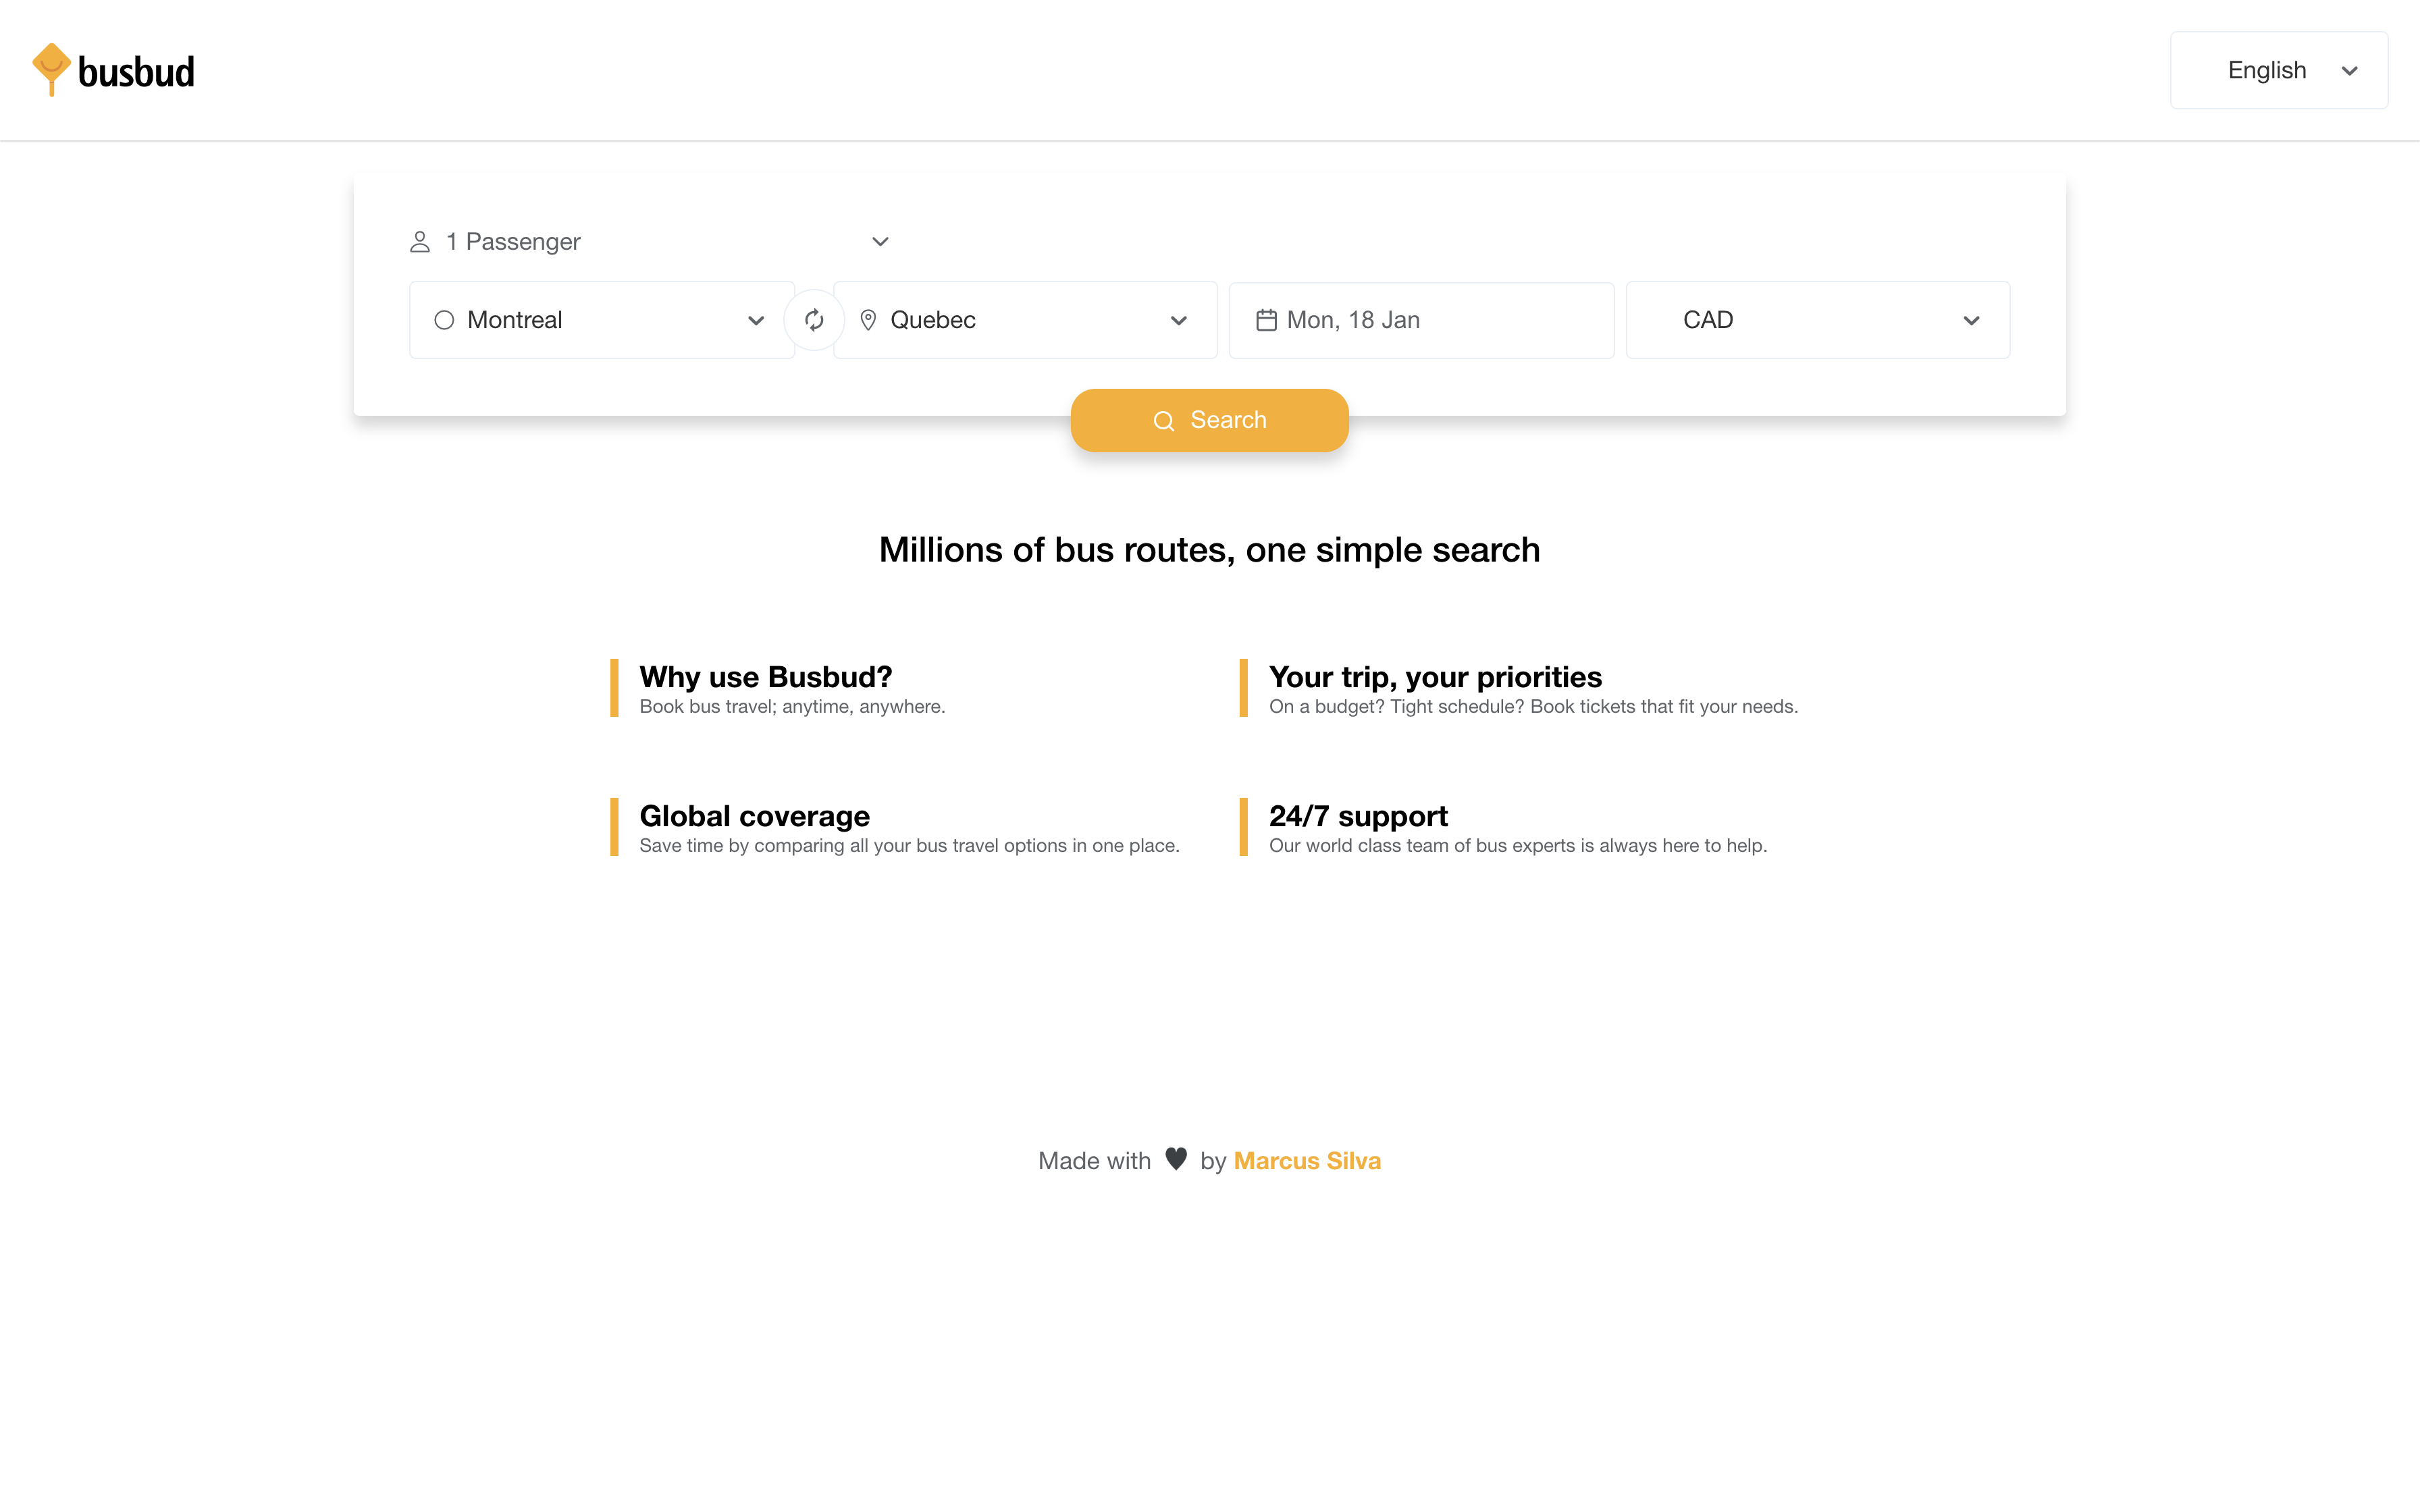 busbud
English
1 Passenger
Montreal
Quebec
Mon, 18 Jan
CAD
Search
Millions of bus routes, one simple search
Why use Busbud?
Book bus travel; anytime, anywhere.
Your trip, your priorities
On a budget? Tight schedule? Book tickets that fit your needs.
Global coverage
Save time by comparing all your bus travel options in one place.
24/7 support
Our world class team of bus experts is always here to help.
Made with ♥ by Marcus Silva